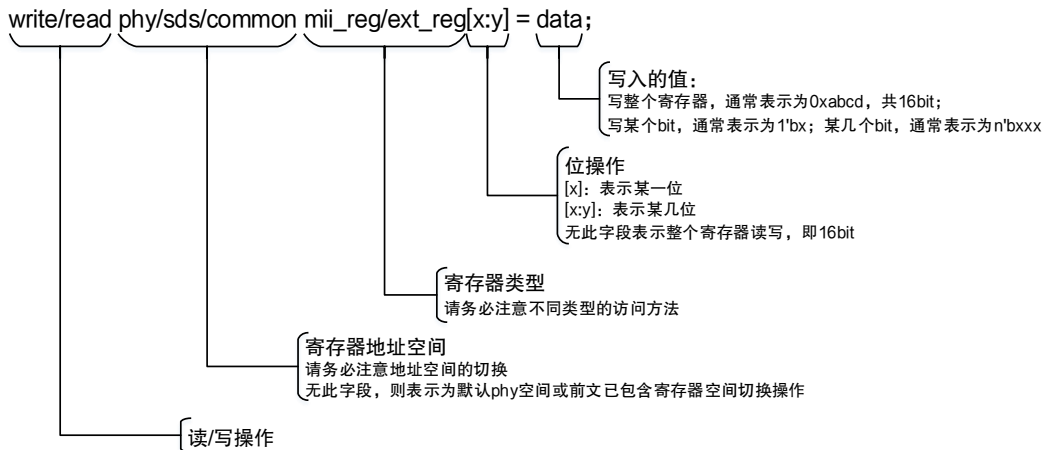 write/read phy/sds/common mii_reg/ext_reg[x:y] = data;
写入的值：
写整个寄存器，通常表示为0xabcd，共16bit；
写某个bit，通常表示为1'bx；某几个bit，通常表示为n'bxxx
位操作
[x]：表示某一位
[x:y]：表示某几位
无此字段表示整个寄存器读写，即16bit
寄存器类型
请务必注意不同类型的访问方法
寄存器地址空间
请务必注意地址空间的切换
无此字段，则表示为默认phy空间或前文已包含寄存器空间切换操作
读/写操作